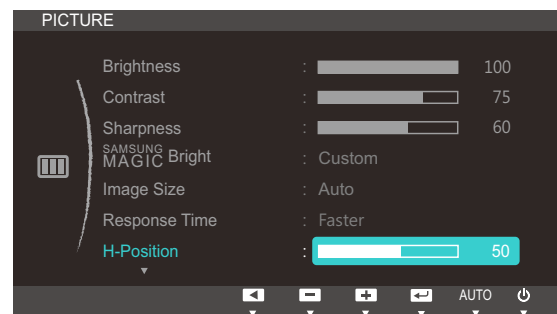 PICTURE
Brightness : 100
Contrast : 75
Sharpness : 60
SAMSUNG MAGIC Bright : Custom
Image Size : Auto
Response Time : Faster
H-Position : 50
AUTO